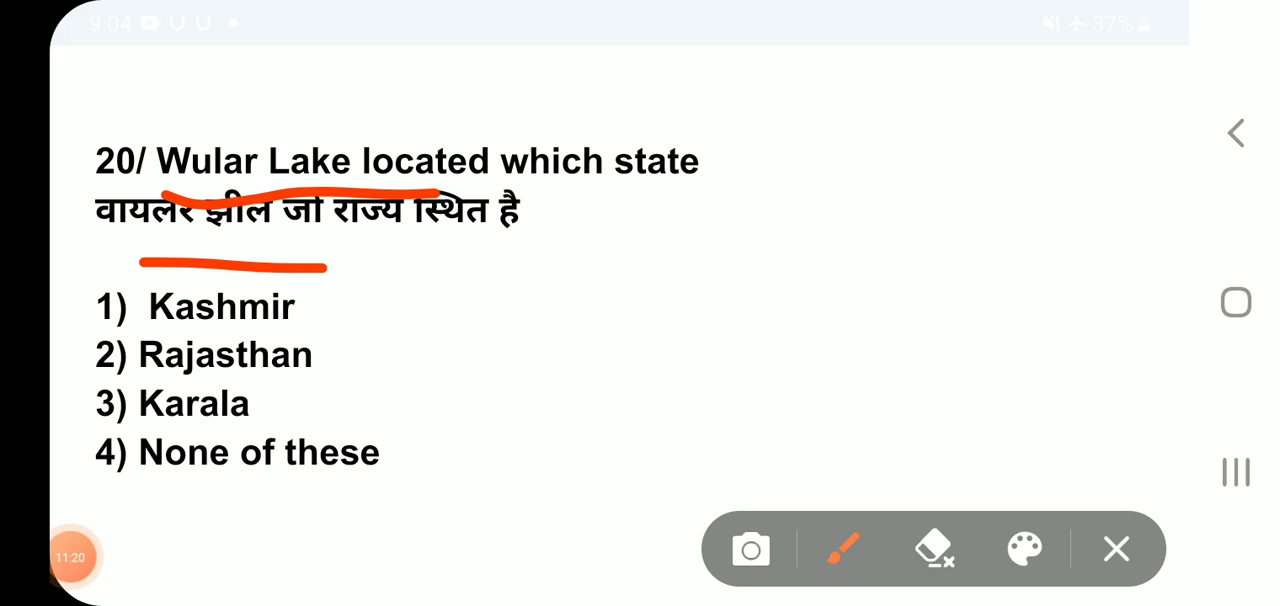 9:04
37%
20/ Wular Lake located which state
वायलर झील जो राज्य स्थित है
1) Kashmir
2) Rajasthan
3) Karala
4) None of these
11:20